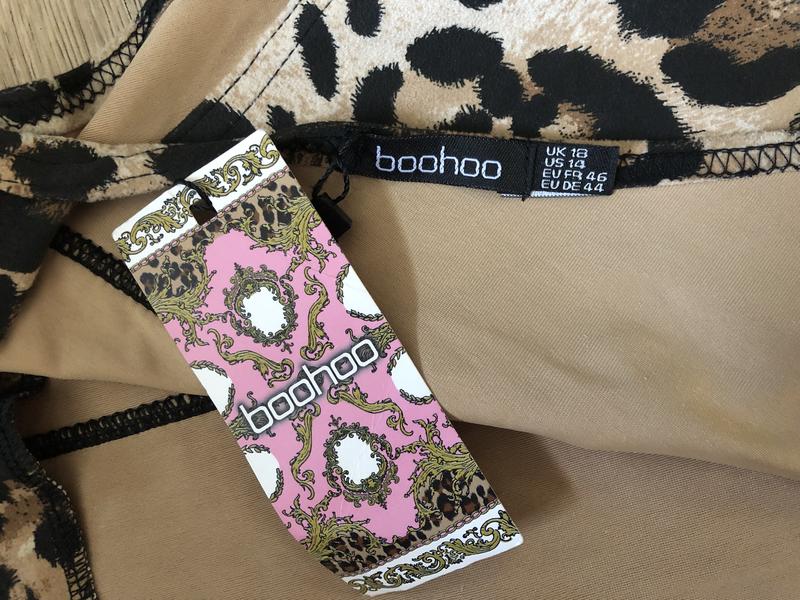 boohoo
UK 18
US 14
EU FR 46
EU DE 44
boohoo